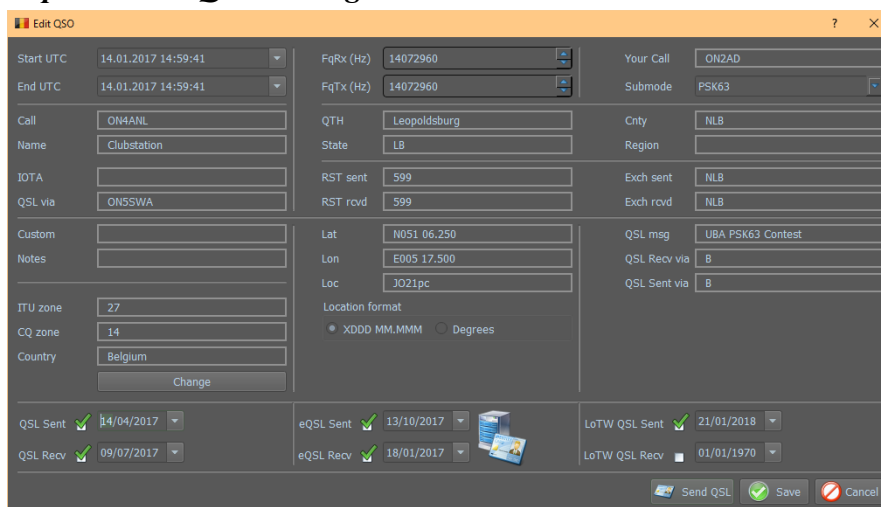 Edit QSO ?
Start UTC 14.01.2017 14:59:41 FqRx (Hz) 14072960 Your Call ON2AD
End UTC 14.01.2017 14:59:41 FqTx (Hz) 14072960 Submode PSK63
Call ON4ANL QTH Leopoldsburg Cnty NLB
Name Clubstation State LB Region
IOTA RST sent 599 Exch sent NLB
QSL via ON5SWA RST rcvd 599 Exch rcvd NLB
Custom Lat N051 06.250 QSL msg UBA PSK63 Contest
Notes Lon E005 17.500 QSL Recv via B
Loc JO21pc QSL Sent via B
ITU zone 27 Location format
CQ zone 14 XDDD MM.MMM Degrees
Country Belgium
Change
QSL Sent 14/04/2017 eQSL Sent 13/10/2017 LoTW QSL Sent 21/01/2018
QSL Recv 09/07/2017 eQSL Recv 18/01/2017 LoTW QSL Recv 01/01/1970
Send QSL Save Cancel